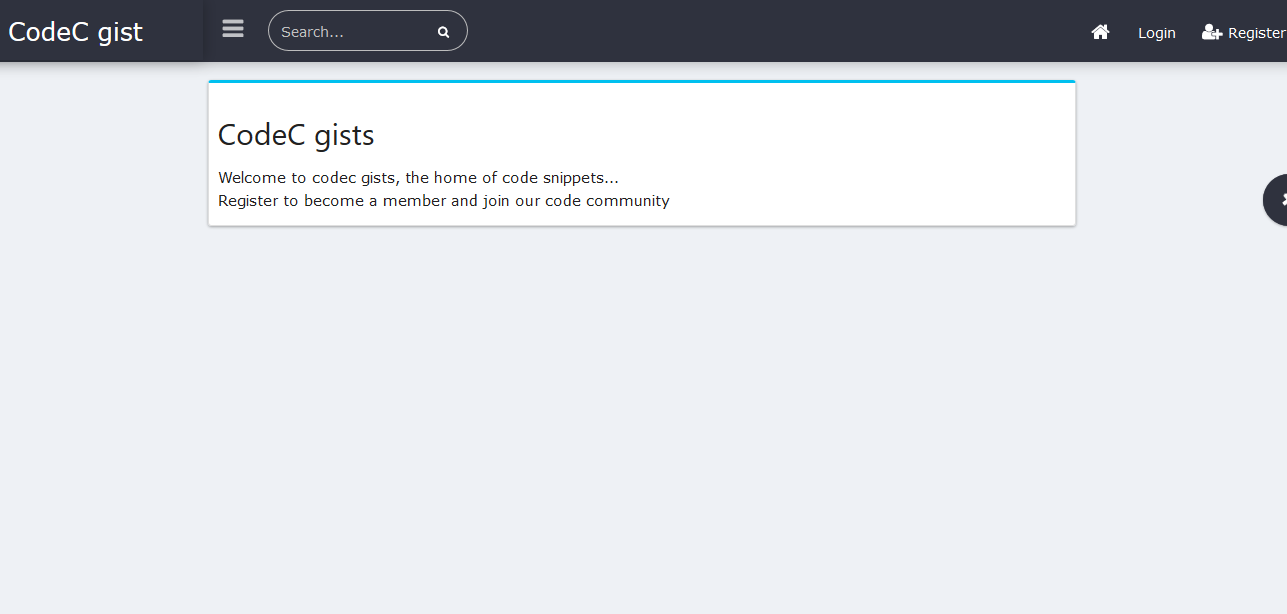 CodeC gist
Search...
Login
Register
CodeC gists
Welcome to codec gists, the home of code snippets...
Register to become a member and join our code community